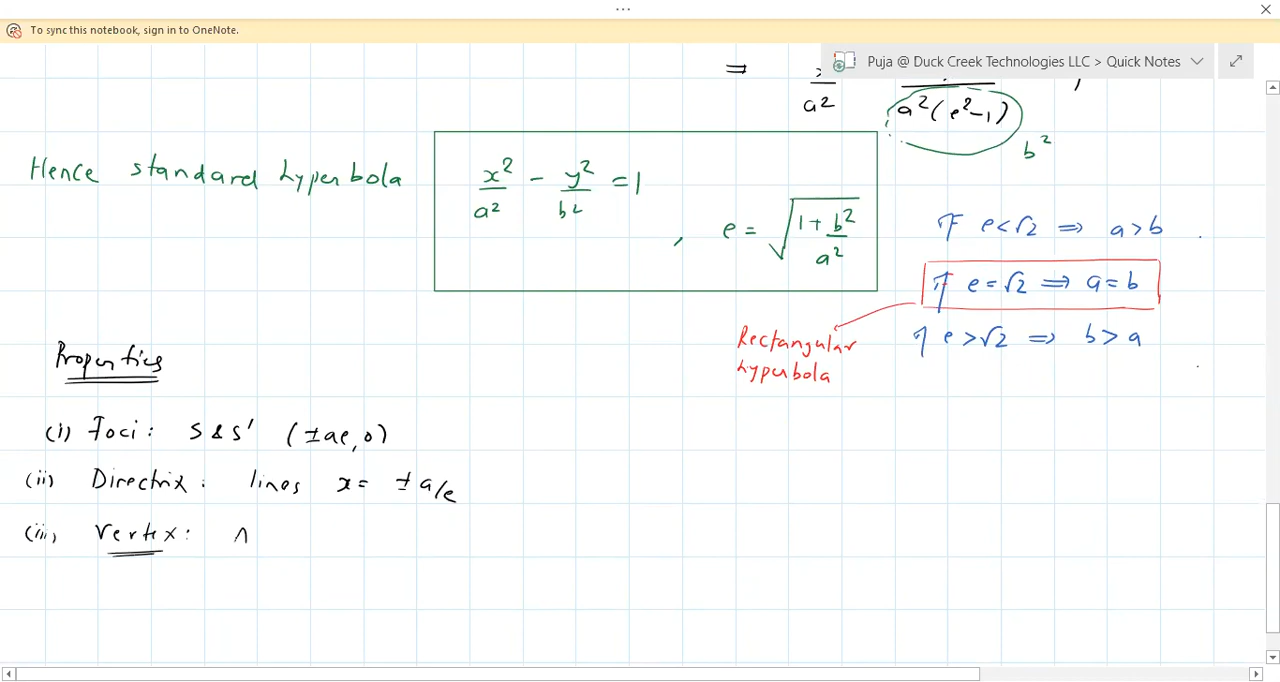 ...
To sync this notebook, sign in to OneNote.
Puja @ Duck Creek Technologies LLC > Quick Notes
=
a²
a²(e²-1)
b²
Hence standard hyperbola x²/a² - y²/b² = 1 , e = √(1 + b²/a²)
If e < √2 ⟹ a > b .
If e = √2 ⟹ a = b
If e > √2 ⟹ b > a
Rectangular
hyperbola
Properties
(i) Foci : S & S' (±ae, 0)
(ii) Directrix : lines x = ±a/e
(iii) Vertex :